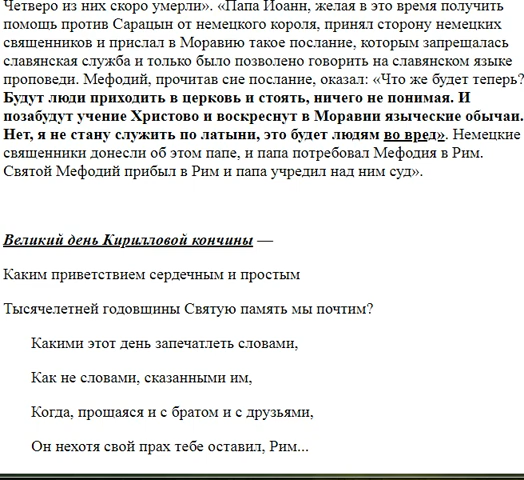 Четверо из них скоро умерли». «Папа Иоанн, желая в это время получить
помощь против Сарацын от немецкого короля, принял сторону немецких
священников и прислал в Моравию такое послание, которым запрещалась
славянская служба и только было позволено говорить на славянском языке
проповеди. Мефодий, прочитав сие послание, оказал: «Что же будет теперь?
Будут люди приходить в церковь и стоять, ничего не понимая. И
позабудут учение Христово и воскреснут в Моравии языческие обычаи.
Нет, я не стану служить по латыни, это будет людям во вред». Немецкие
священники донесли об этом папе, и папа потребовал Мефодия в Рим.
Святой Мефодий прибыл в Рим и папа учредил над ним суд».
Великий день Кирилловой кончины —
Каким приветствием сердечным и простым
Тысячелетней годовщины Святую память мы почтим?
Какими этот день запечатлеть словами,
Как не словами, сказанными им,
Когда, прощаяся и с братом и с друзьями,
Он нехотя свой прах тебе оставил, Рим...